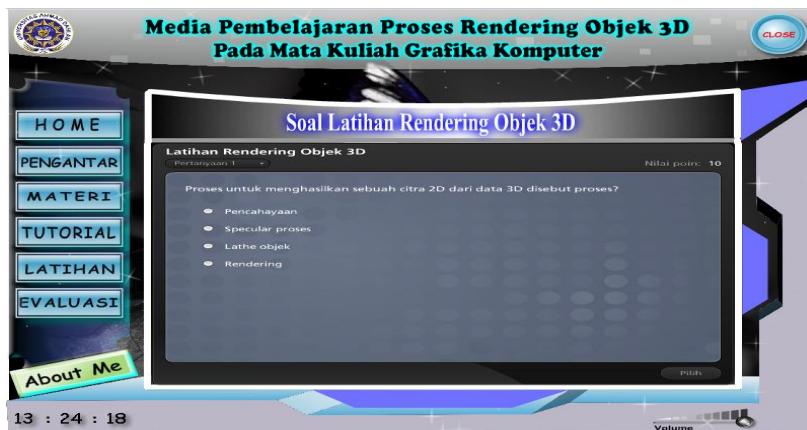 Media Pembelajaran Proses Rendering Objek 3D
Pada Mata Kuliah Grafika Komputer
CLOSE
HOME
PENGANTAR
MATERI
TUTORIAL
LATIHAN
EVALUASI
About Me
13 : 24 : 18
Soal Latihan Rendering Objek 3D
Latihan Rendering Objek 3D
Pertanyaan 1
Nilai poin: 10
Proses untuk menghasilkan sebuah citra 2D dari data 3D disebut proses?
Pencahayaan
Specular proses
Lathe objek
Rendering
Pilih
Volume